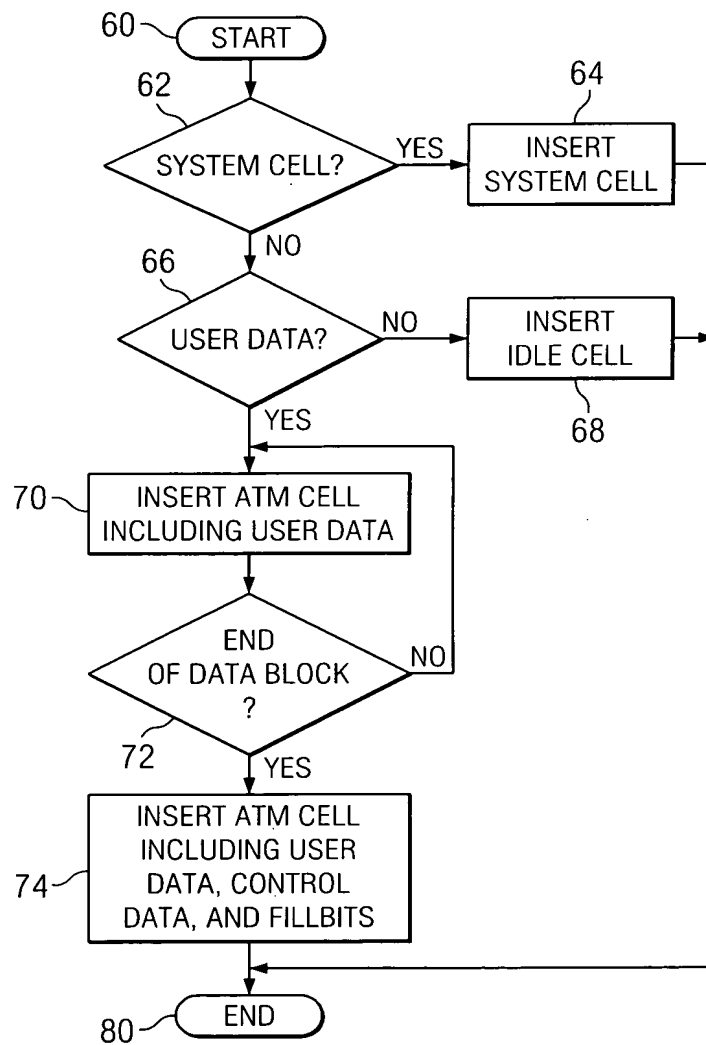 60
START
62
64
SYSTEM CELL?
YES
INSERT
SYSTEM CELL
NO
66
USER DATA?
NO
INSERT
IDLE CELL
68
YES
70
INSERT ATM CELL
INCLUDING USER DATA
END
OF DATA BLOCK
?
NO
72
YES
74
INSERT ATM CELL
INCLUDING USER
DATA, CONTROL
DATA, AND FILLBITS
80
END